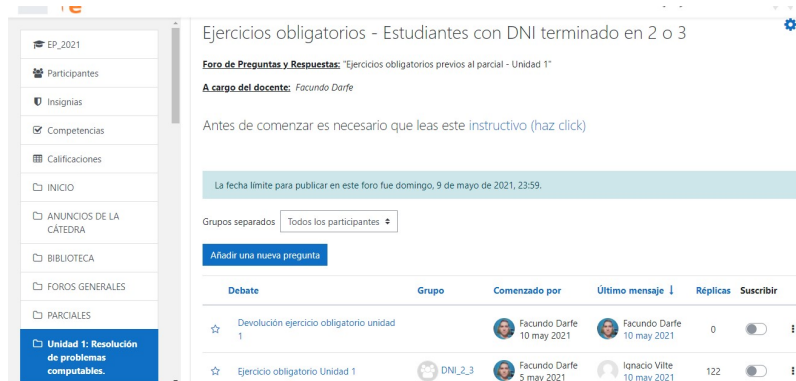 Ejercicios obligatorios - Estudiantes con DNI terminado en 2 o 3
Foro de Preguntas y Respuestas: "Ejercicios obligatorios previos al parcial - Unidad 1"
A cargo del docente: Facundo Darfe
Antes de comenzar es necesario que leas este instructivo (haz click)
La fecha límite para publicar en este foro fue domingo, 9 de mayo de 2021, 23:59.
Grupos separados Todos los participantes
Añadir una nueva pregunta
Debate Grupo Comenzado por Último mensaje ↓ Réplicas Suscribir
Devolución ejercicio obligatorio unidad 1
Facundo Darfe
10 may 2021
Facundo Darfe
10 may 2021
0
Ejercicio obligatorio Unidad 1
DNI_2_3
Facundo Darfe
5 may 2021
Ignacio Vilte
10 may 2021
122
EP_2021
Participantes
Insignias
Competencias
Calificaciones
INICIO
ANUNCIOS DE LA
CÁTEDRA
BIBLIOTECA
FOROS GENERALES
PARCIALES
Unidad 1: Resolución
de problemas
computables.